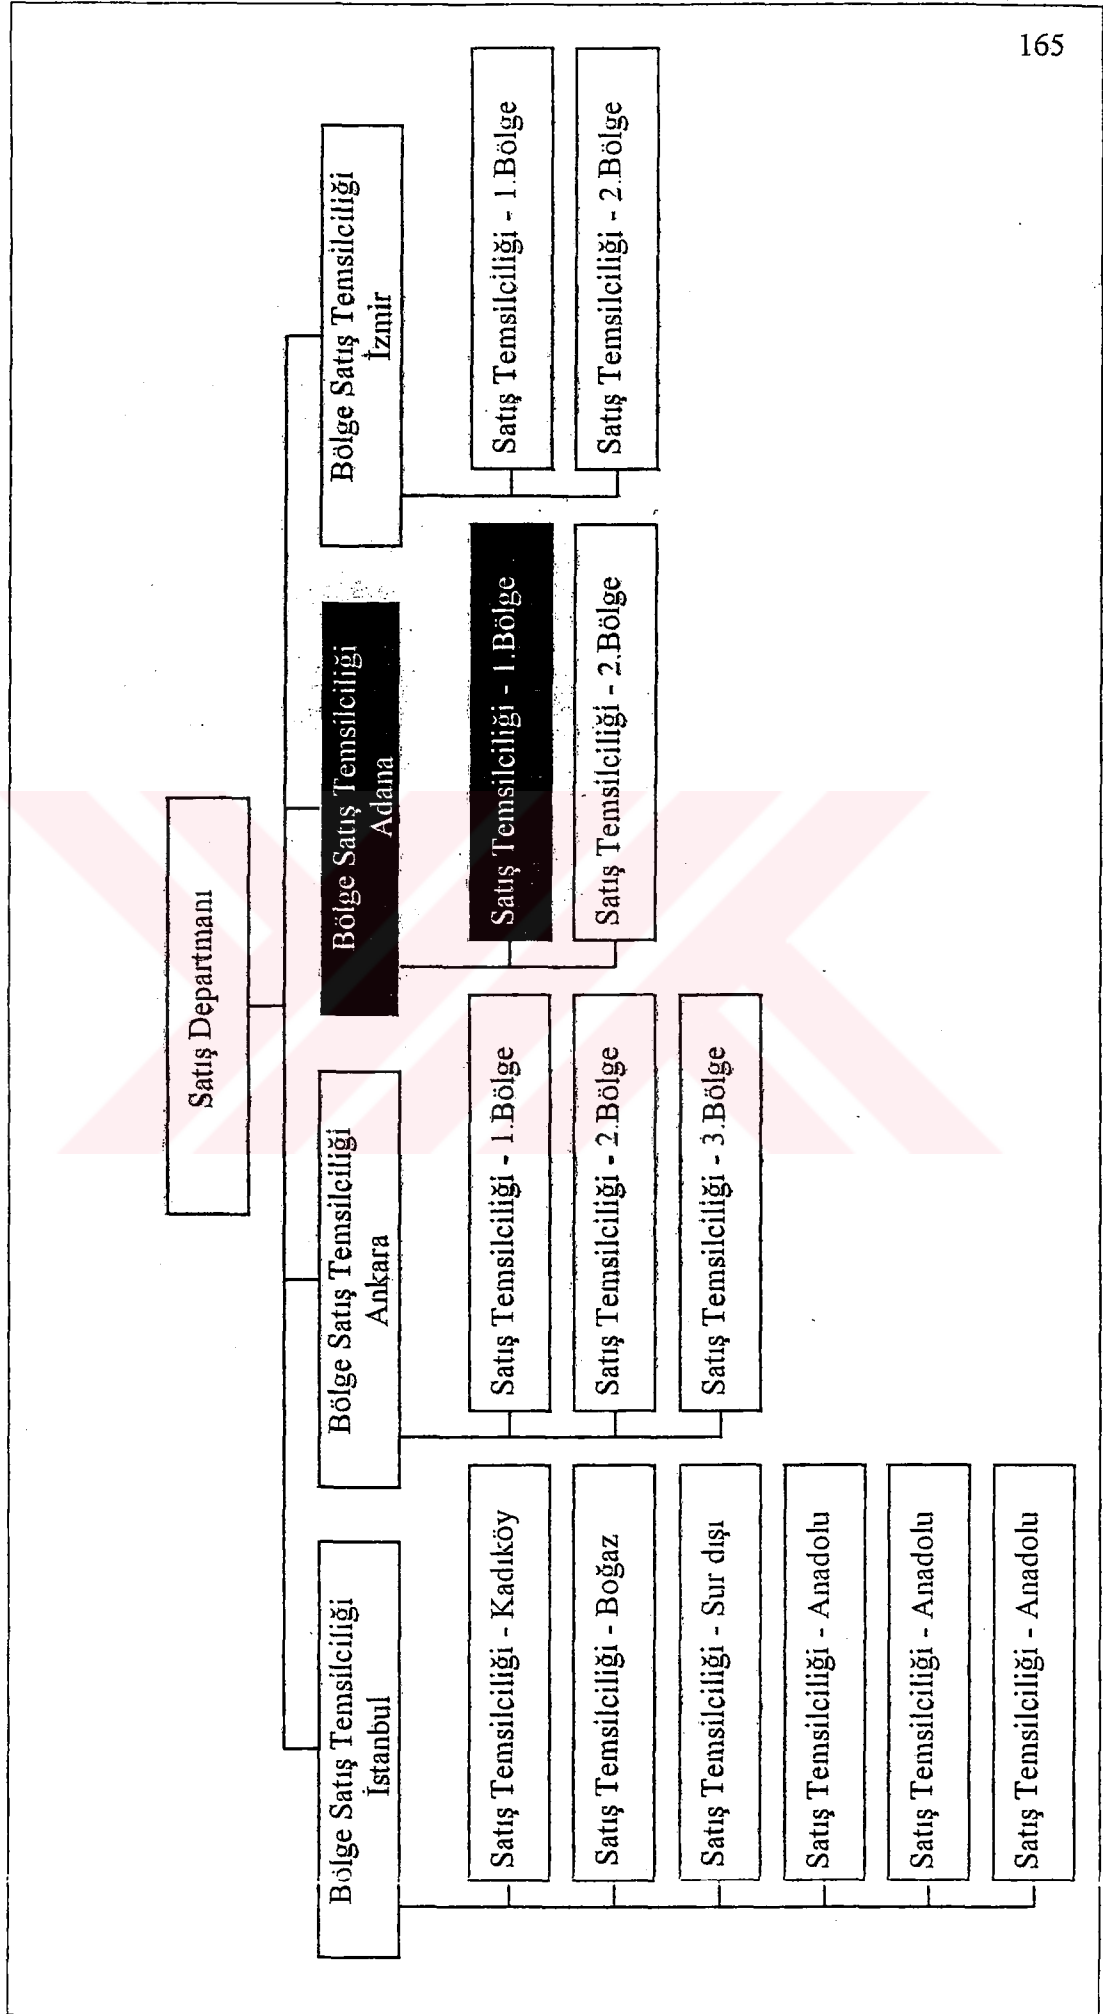 165
Satış Departmanı
Bölge Satış Temsilciliği
İstanbul
Satış Temsilciliği - Kadıköy
Satış Temsilciliği - Boğaz
Satış Temsilciliği - Sur dışı
Satış Temsilciliği - Anadolu
Satış Temsilciliği - Anadolu
Satış Temsilciliği - Anadolu
Bölge Satış Temsilciliği
Ankara
Satış Temsilciliği - 1.Bölge
Satış Temsilciliği - 2.Bölge
Satış Temsilciliği - 3.Bölge
Bölge Satış Temsilciliği
Adana
Satış Temsilciliği - 1.Bölge
Satış Temsilciliği - 2.Bölge
Bölge Satış Temsilciliği
İzmir
Satış Temsilciliği - 1.Bölge
Satış Temsilciliği - 2.Bölge